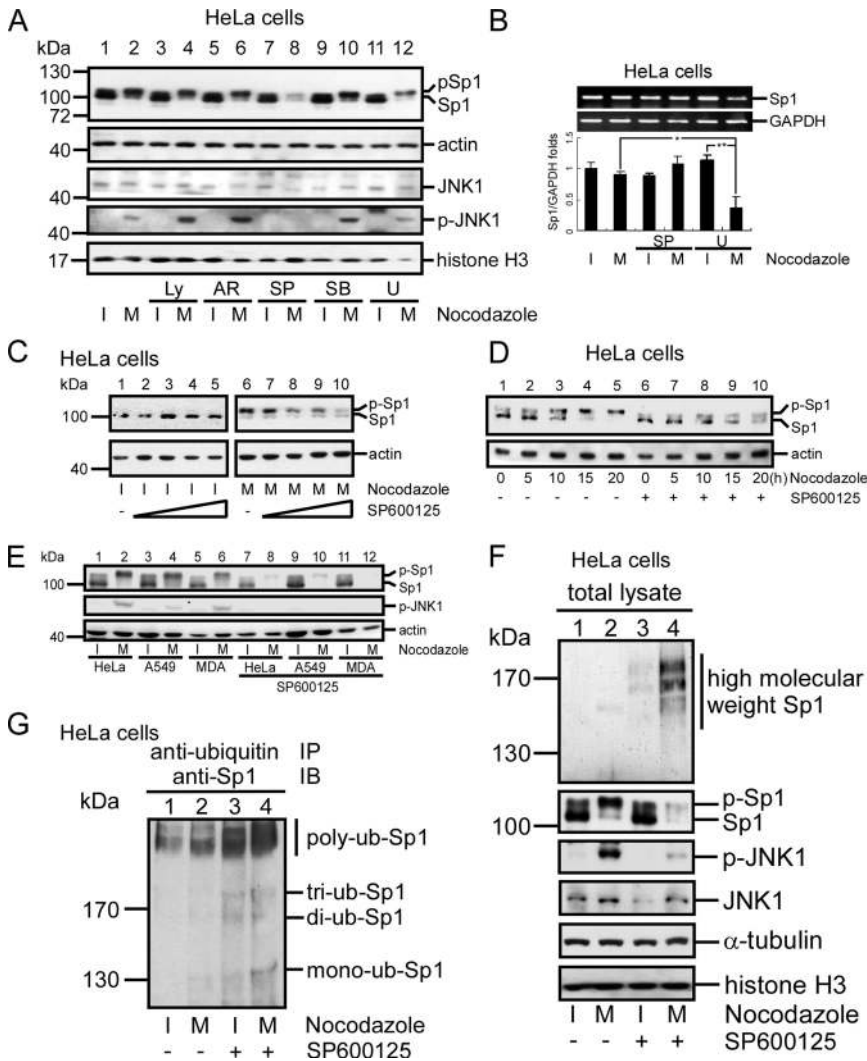 A
HeLa cells
kDa 1 2 3 4 5 6 7 8 9 10 11 12
130
100
72
pSp1
Sp1
40
actin
40
JNK1
40
p-JNK1
17
histone H3
Ly AR SP SB U
I M I M I M I M I M I M Nocodazole
B
HeLa cells
Sp1
GAPDH
Sp1/GAPDH folds
1.5
1
0.5
0
*
**
SP U
I M I M I M Nocodazole
C HeLa cells
kDa 1 2 3 4 5 6 7 8 9 10
100
p-Sp1
Sp1
40
actin
I I I I I M M M M M Nocodazole
- - SP600125
D
HeLa cells
1 2 3 4 5 6 7 8 9 10
p-Sp1
Sp1
actin
0 5 10 15 20 0 5 10 15 20(h) Nocodazole
- - - - - + + + + + SP600125
E
kDa 1 2 3 4 5 6 7 8 9 10 11 12
100
p-Sp1
Sp1
p-JNK1
40
actin
I M I M I M I M I M I M Nocodazole
HeLa A549 MDA HeLa A549 MDA
SP600125
F HeLa cells
total lysate
kDa 1 2 3 4
170
130
high molecular
weight Sp1
100
p-Sp1
Sp1
p-JNK1
JNK1
α-tubulin
histone H3
I M I M Nocodazole
- - + + SP600125
G HeLa cells
anti-ubiquitin IP
anti-Sp1 IB
kDa 1 2 3 4
poly-ub-Sp1
tri-ub-Sp1
170
di-ub-Sp1
130
mono-ub-Sp1
I M I M Nocodazole
- - + + SP600125